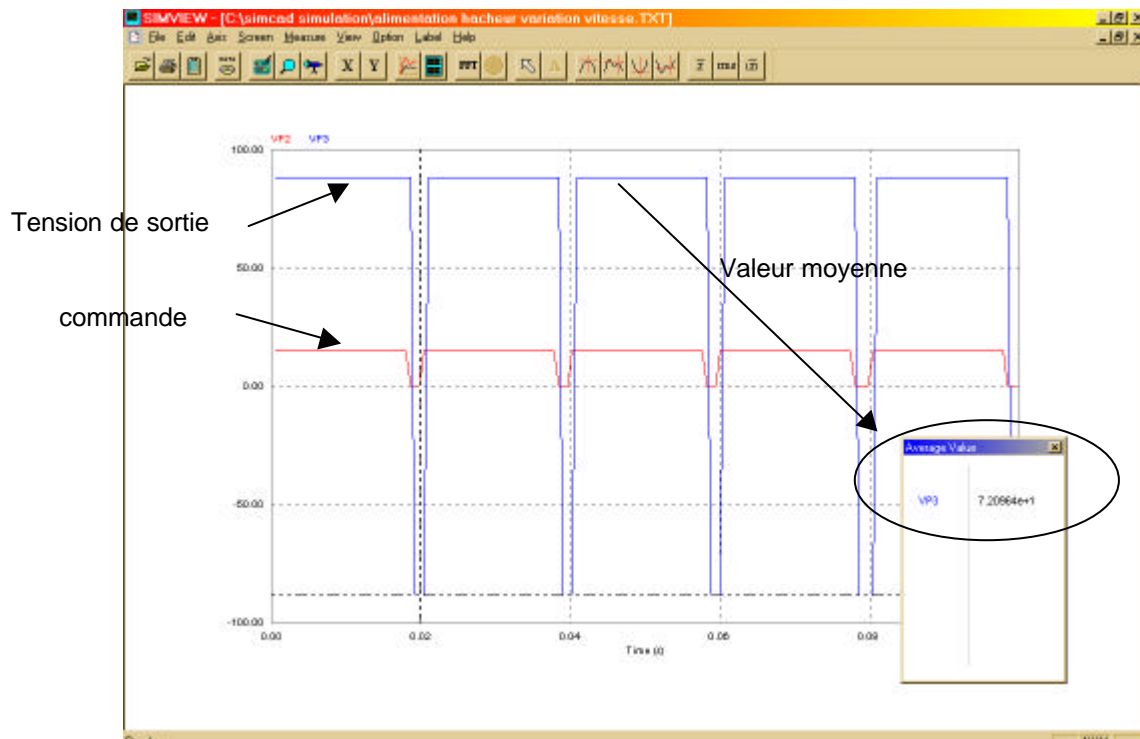 SIMVIEW - [C:\simcad simulation\alimentation hacheur variation vitesse.TXT]
File Edit Axis Screen Measure View Option Label Help
X Y FFT A x rms |x|
VP2 VP3
100.00
Tension de sortie
50.00
Valeur moyenne
commande
0.00
Average Value
VP3 7.20964e+1
-50.00
-100.00
0.00 0.02 0.04 0.06 0.08
Time (s)